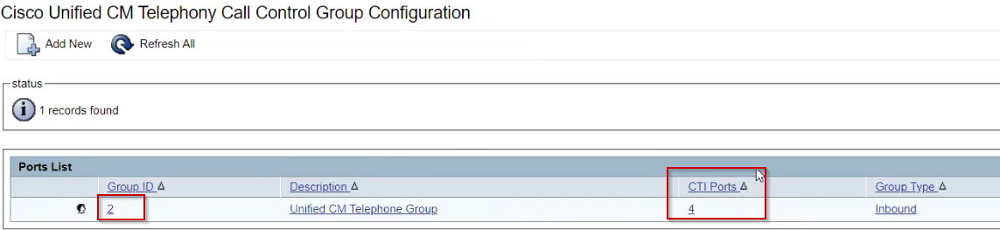 Cisco Unified CM Telephony Call Control Group Configuration
Add New Refresh All
status
1 records found
Ports List
Group ID Description CTI Ports Group Type
2 Unified CM Telephone Group 4 Inbound